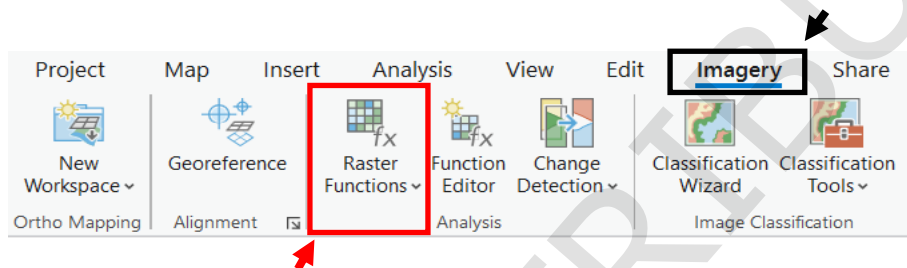 Project Map Insert Analysis View Edit Imagery Share
New Workspace Georeference Raster Functions Function Editor Change Detection Classification Wizard Classification Tools
Ortho Mapping Alignment Analysis Image Classification